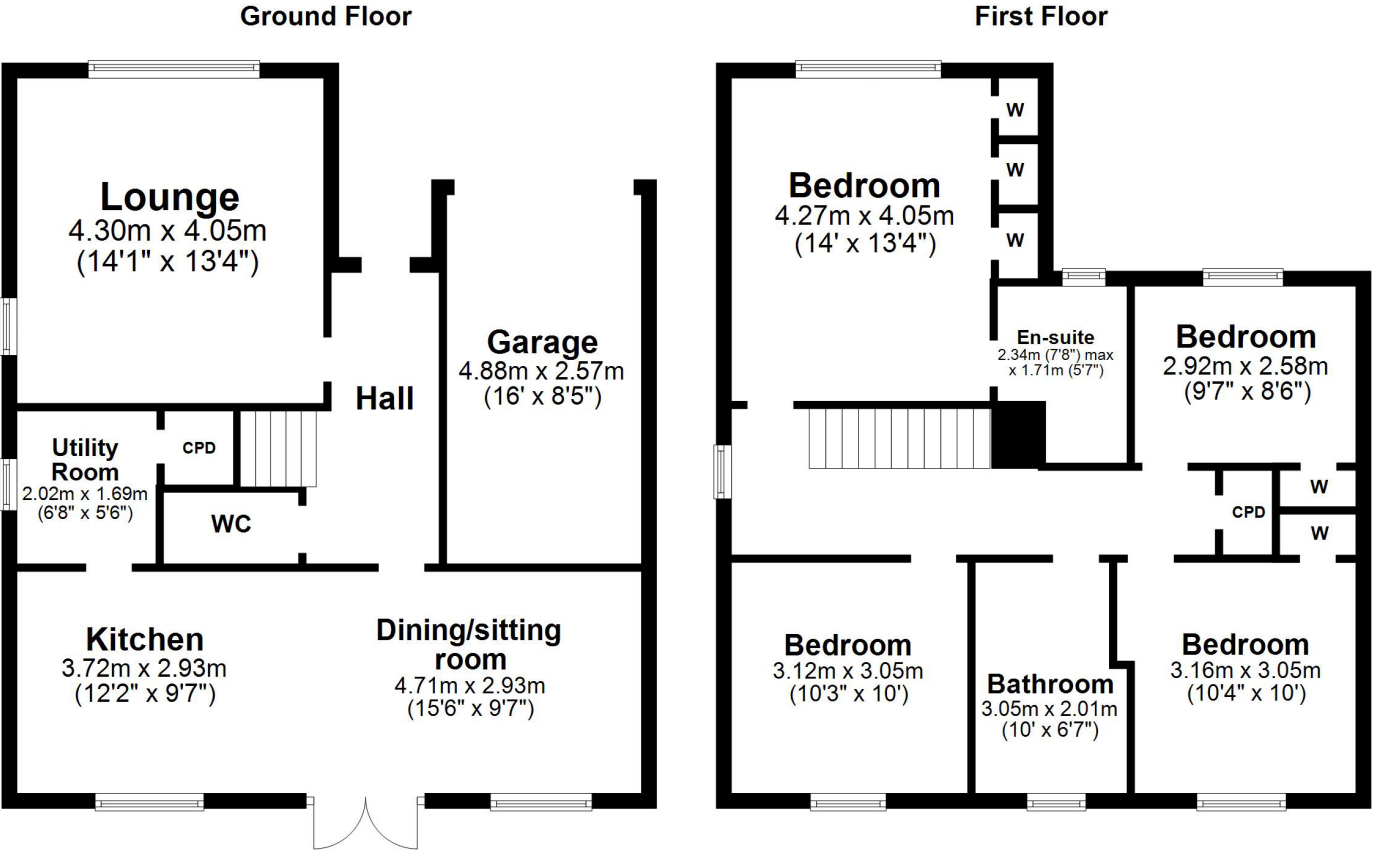 Ground Floor
First Floor
Lounge
4.30m x 4.05m
(14'1" x 13'4")
Garage
4.88m x 2.57m
(16' x 8'5")
Hall
Utility
Room
2.02m x 1.69m
(6'8" x 5'6")
CPD
WC
Kitchen
3.72m x 2.93m
(12'2" x 9'7")
Dining/sitting
room
4.71m x 2.93m
(15'6" x 9'7")
Bedroom
4.27m x 4.05m
(14' x 13'4")
W
W
W
En-suite
2.34m (7'8") max
x 1.71m (5'7")
Bedroom
2.92m x 2.58m
(9'7" x 8'6")
CPD
W
W
Bedroom
3.12m x 3.05m
(10'3" x 10')
Bathroom
3.05m x 2.01m
(10' x 6'7")
Bedroom
3.16m x 3.05m
(10'4" x 10')